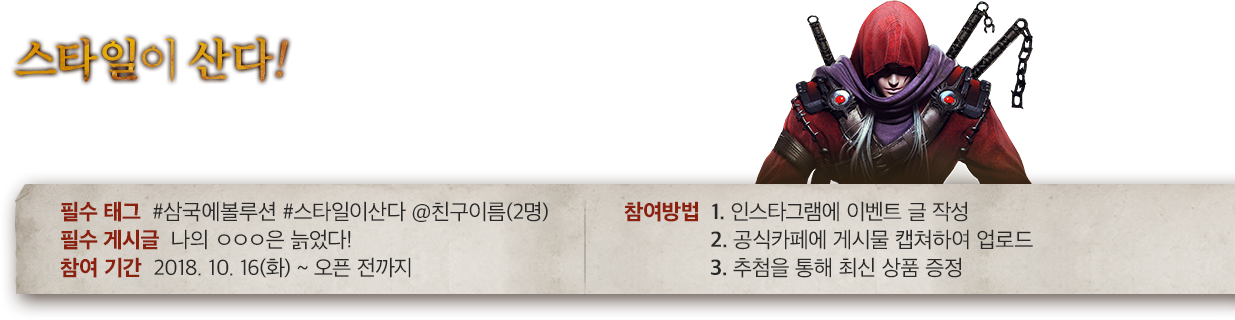 스타일이 산다!
필수 태그 #삼국에볼루션 #스타일이산다 @친구이름(2명)
필수 게시글 나의 ㅇㅇㅇ은 늙었다!
참여 기간 2018. 10. 16(화) ~ 오픈 전까지
참여방법 1. 인스타그램에 이벤트 글 작성
2. 공식카페에 게시물 캡쳐하여 업로드
3. 추첨을 통해 최신 상품 증정